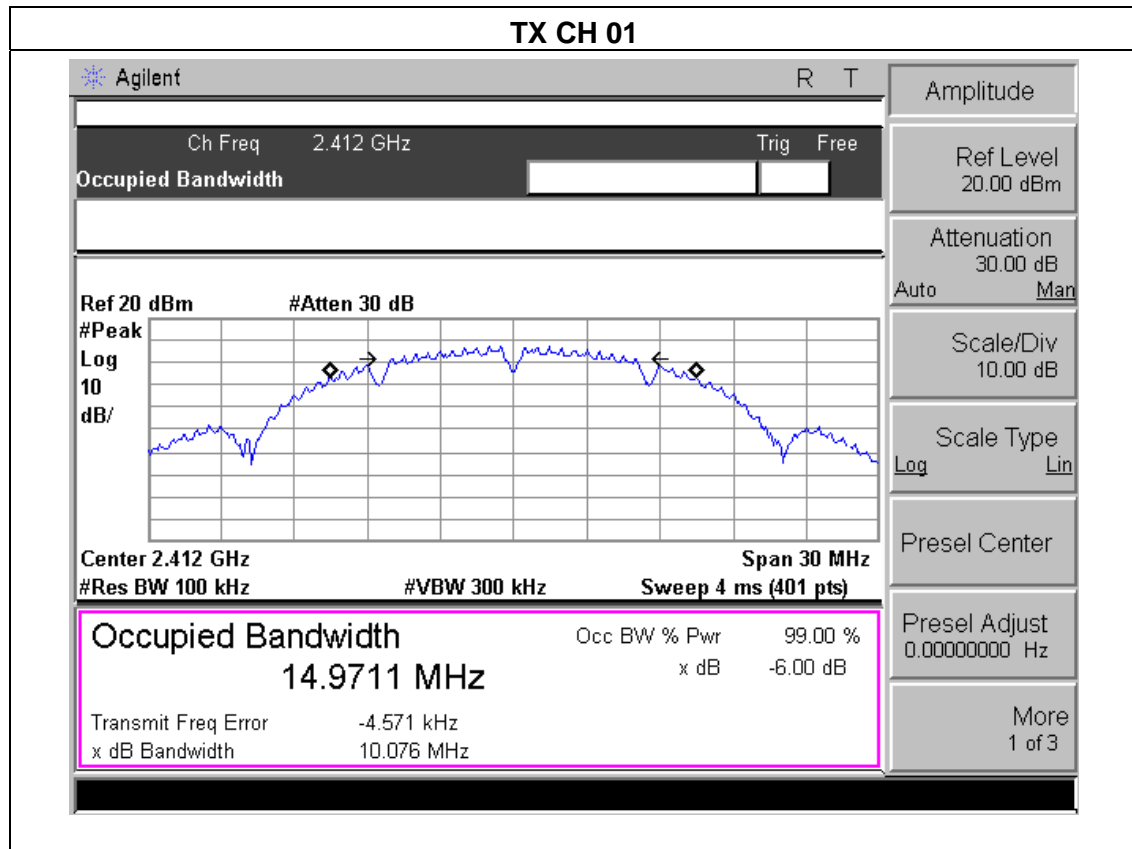 TX CH 01
Agilent R T
Ch Freq 2.412 GHz Trig Free
Occupied Bandwidth
Ref 20 dBm #Atten 30 dB
#Peak
Log
10
dB/
Center 2.412 GHz Span 30 MHz
#Res BW 100 kHz #VBW 300 kHz Sweep 4 ms (401 pts)
Occupied Bandwidth
14.9711 MHz
Occ BW % Pwr 99.00 %
x dB -6.00 dB
Transmit Freq Error -4.571 kHz
x dB Bandwidth 10.076 MHz
Amplitude
Ref Level
20.00 dBm
Attenuation
30.00 dB
Auto Man
Scale/Div
10.00 dB
Scale Type
Log Lin
Presel Center
Presel Adjust
0.00000000 Hz
More
1 of 3